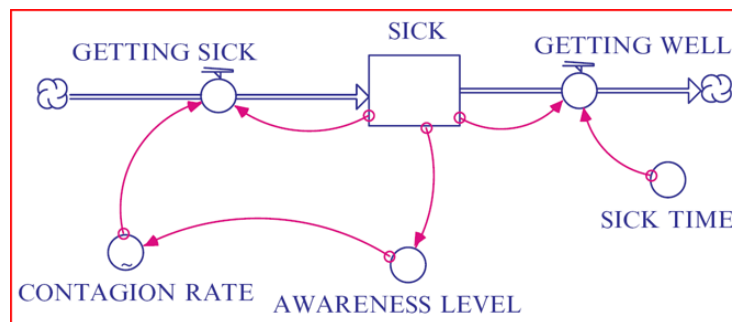 SICK
GETTING SICK
GETTING WELL
SICK TIME
CONTAGION RATE
AWARENESS LEVEL
~